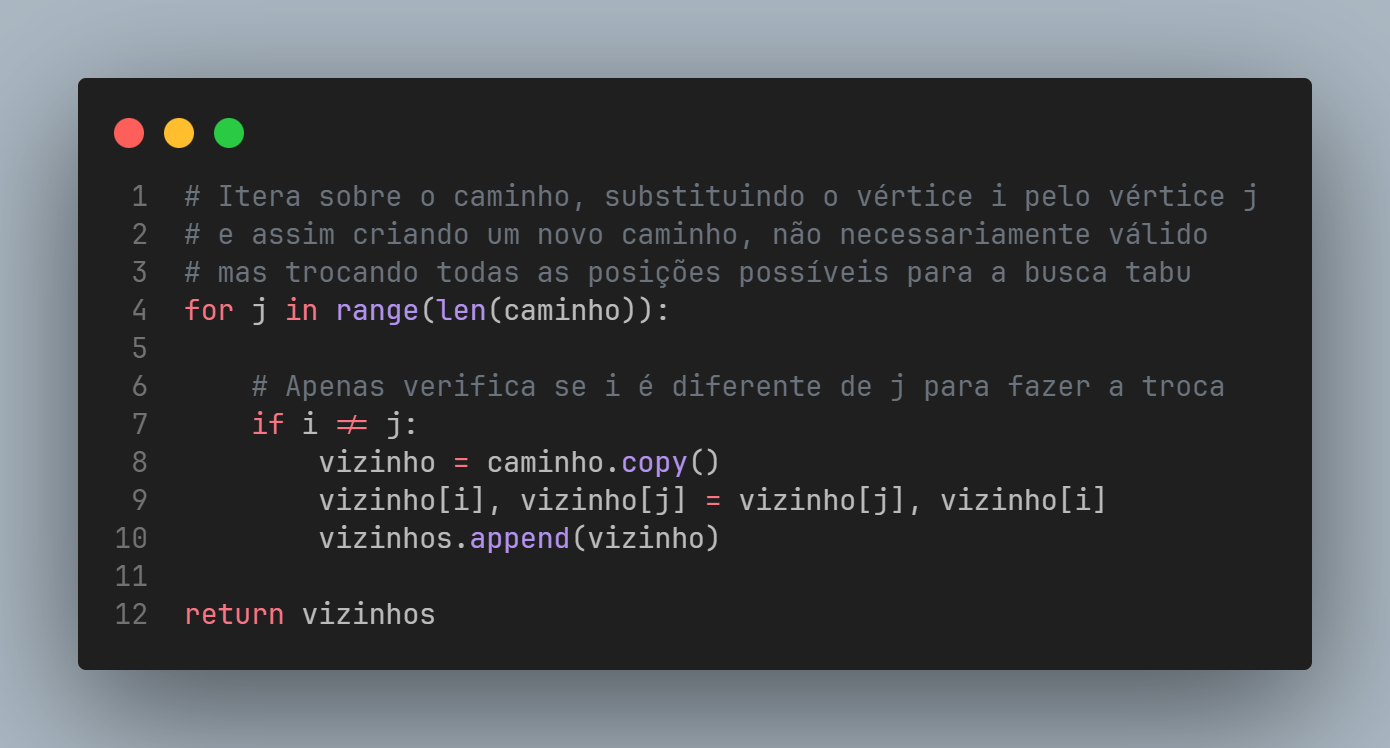 1 # Itera sobre o caminho, substituindo o vértice i pelo vértice j
2 # e assim criando um novo caminho, não necessariamente válido
3 # mas trocando todas as posições possíveis para a busca tabu
4 for j in range(len(caminho)):
5
6     # Apenas verifica se i é diferente de j para fazer a troca
7     if i != j:
8         vizinho = caminho.copy()
9         vizinho[i], vizinho[j] = vizinho[j], vizinho[i]
10         vizinhos.append(vizinho)
11
12 return vizinhos